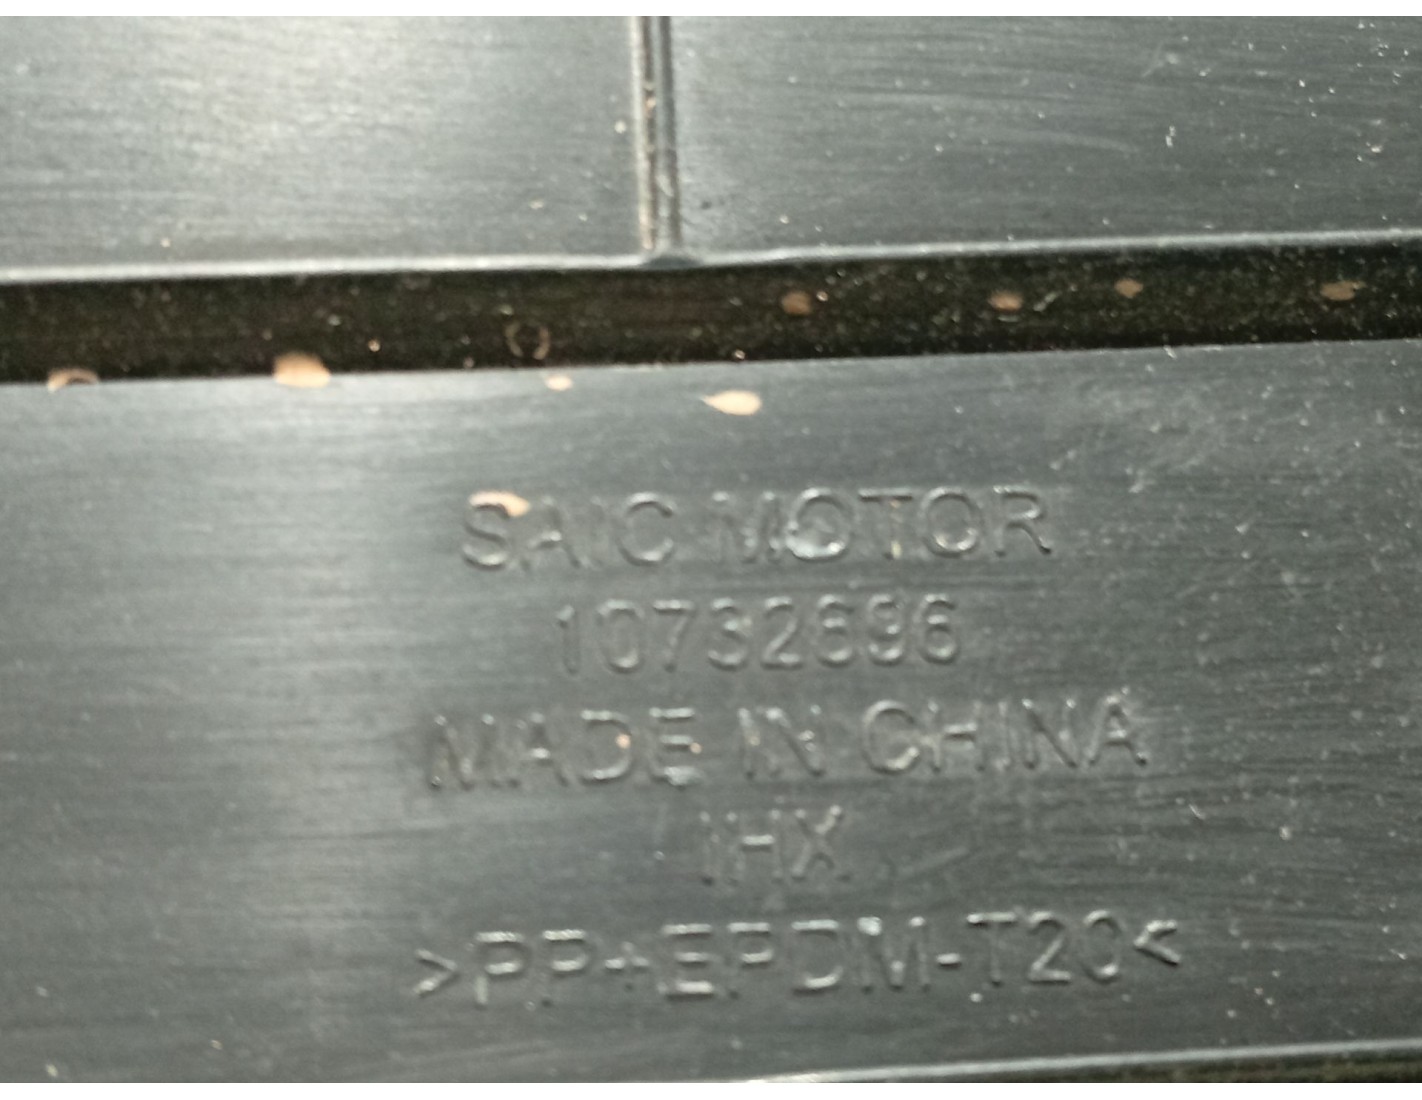 SAIC MOTOR
10732696
MADE IN CHINA
IHX
>PP+EPDM-T20<